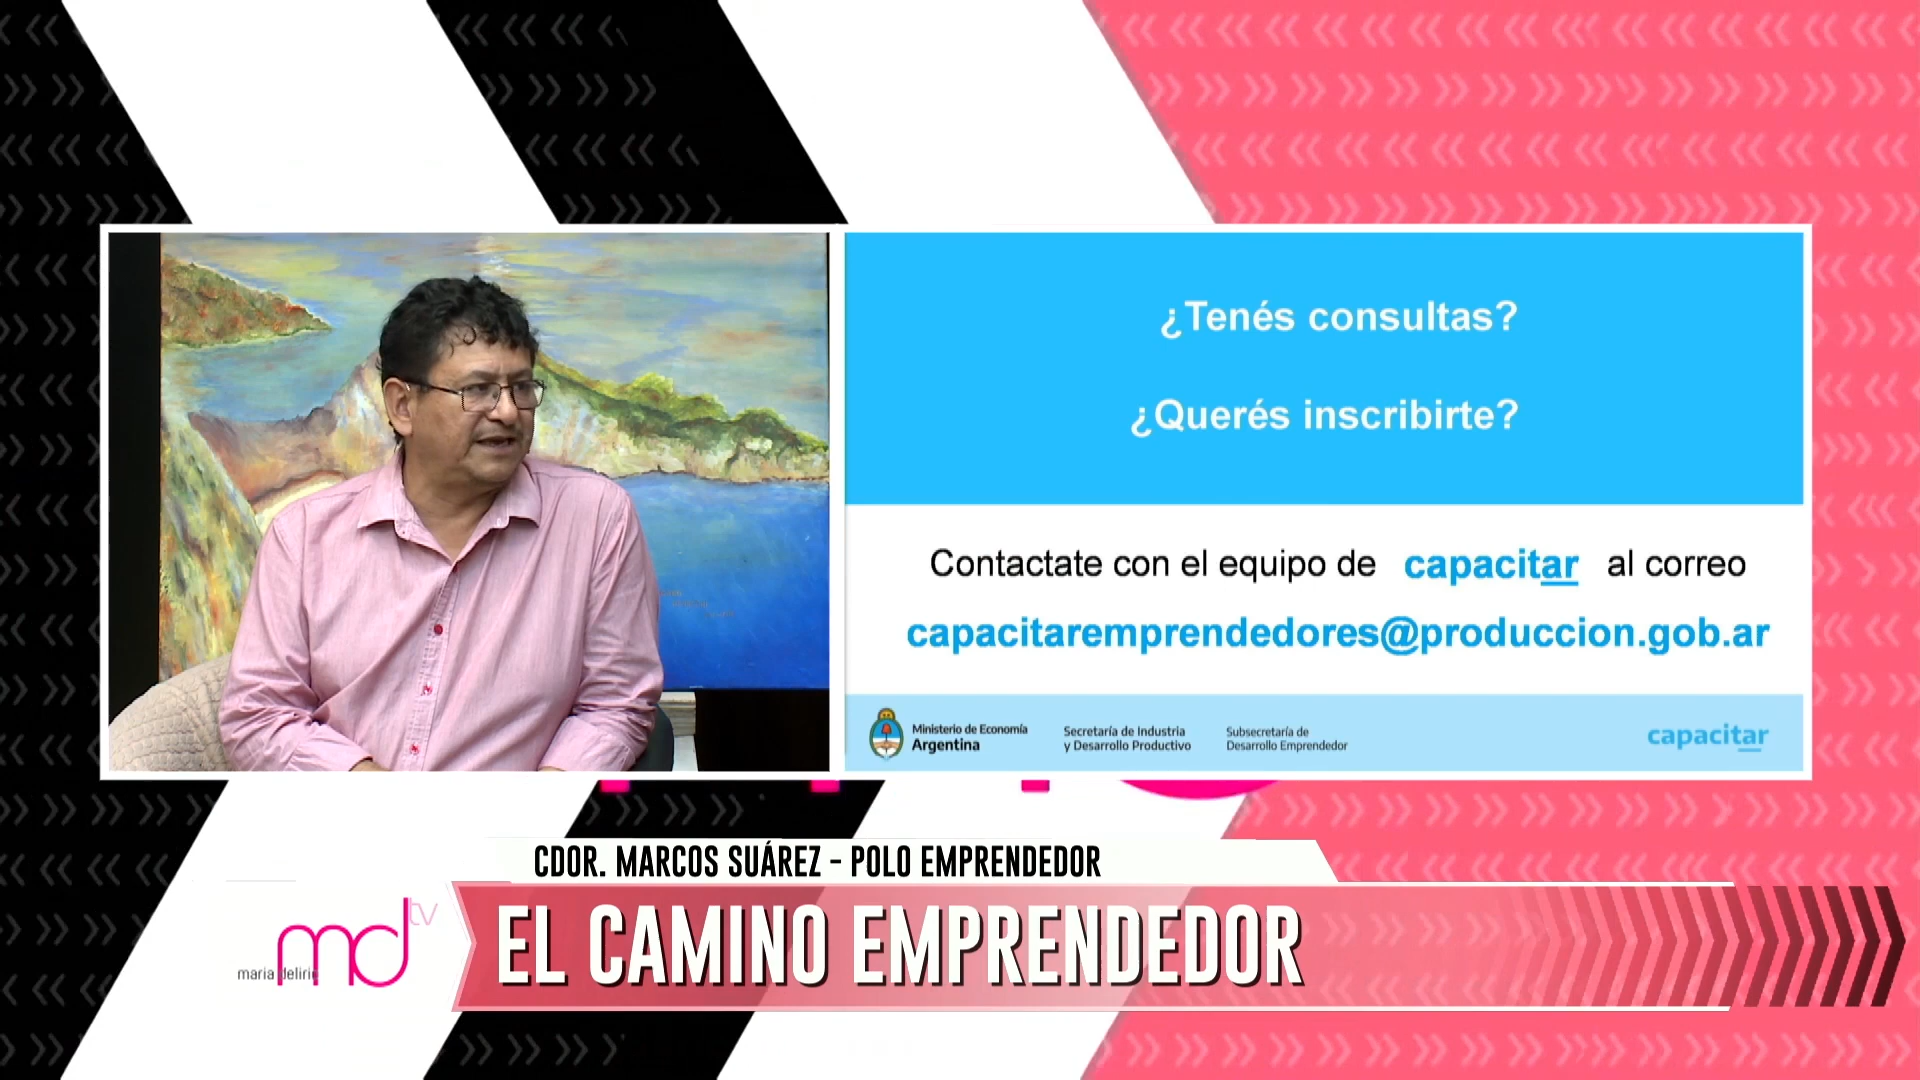 ¿Tenés consultas?
¿Querés inscribirte?
Contactate con el equipo de capacitar al correo
capacitaremprendedores@produccion.gob.ar
Ministerio de Economía
Argentina
Secretaría de Industria
y Desarrollo Productivo
Subsecretaría de
Desarrollo Emprendedor
capacitar
CDOR. MARCOS SUÁREZ - POLO EMPRENDEDOR
EL CAMINO EMPRENDEDOR
md tv
maria deliri